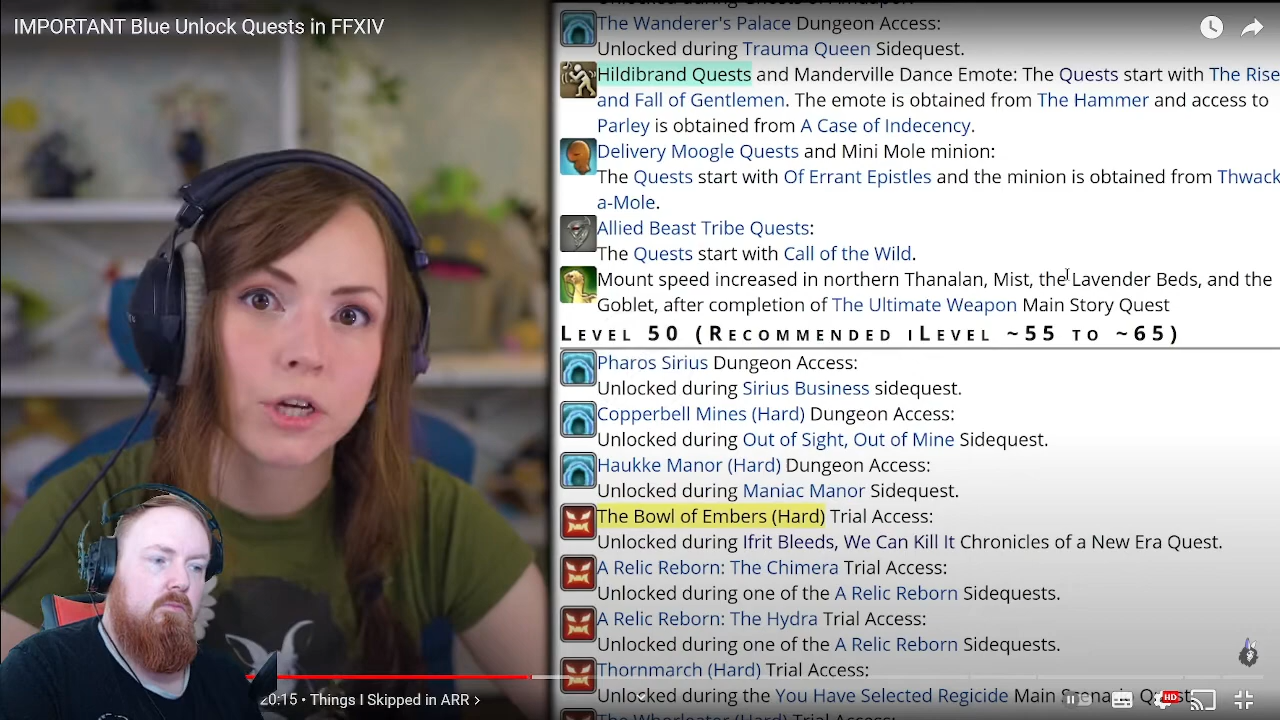 IMPORTANT Blue Unlock Quests in FFXIV
The Wanderer's Palace Dungeon Access:
Unlocked during Trauma Queen Sidequest.
Hildibrand Quests and Manderville Dance Emote: The Quests start with The Rise
and Fall of Gentlemen. The emote is obtained from The Hammer and access to
Parley is obtained from A Case of Indecency.
Delivery Moogle Quests and Mini Mole minion:
The Quests start with Of Errant Epistles and the minion is obtained from Thwack
a-Mole.
Allied Beast Tribe Quests:
The Quests start with Call of the Wild.
Mount speed increased in northern Thanalan, Mist, the Lavender Beds, and the
Goblet, after completion of The Ultimate Weapon Main Story Quest
LEVEL 50 (RECOMMENDED ILEVEL ~55 TO ~65)
Pharos Sirius Dungeon Access:
Unlocked during Sirius Business sidequest.
Copperbell Mines (Hard) Dungeon Access:
Unlocked during Out of Sight, Out of Mine Sidequest.
Haukke Manor (Hard) Dungeon Access:
Unlocked during Maniac Manor Sidequest.
The Bowl of Embers (Hard) Trial Access:
Unlocked during Ifrit Bleeds, We Can Kill It Chronicles of a New Era Quest.
A Relic Reborn: The Chimera Trial Access:
Unlocked during one of the A Relic Reborn Sidequests.
A Relic Reborn: The Hydra Trial Access:
Unlocked during one of the A Relic Reborn Sidequests.
Thornmarch (Hard) Trial Access:
Unlocked during the You Have Selected Regicide Main
20:15 • Things I Skipped in ARR >
HD